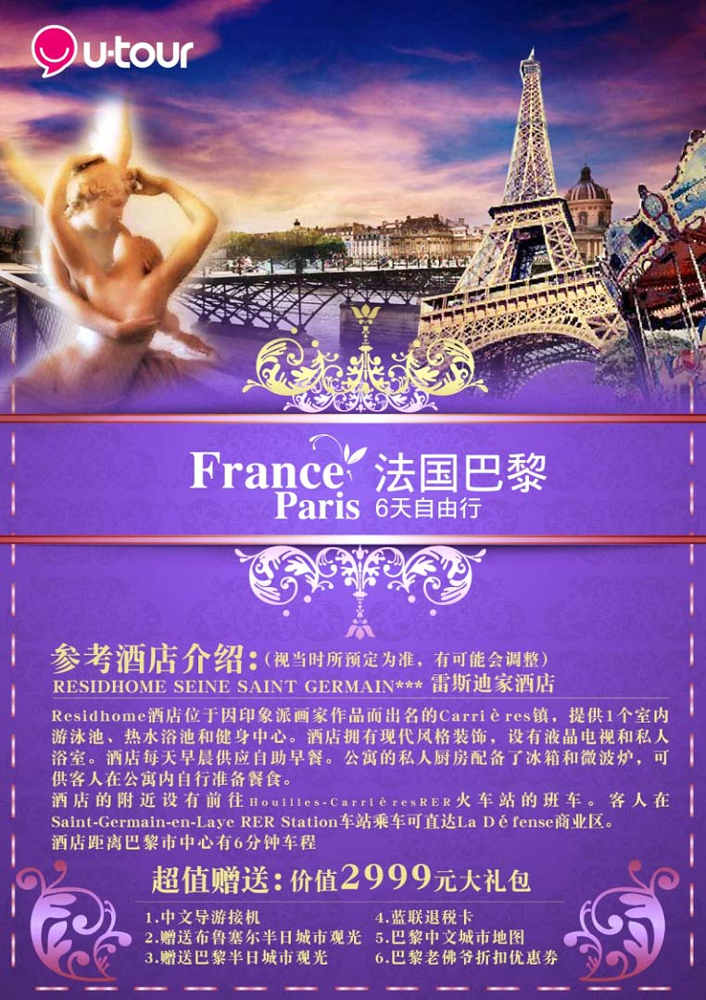 u-tour
France 法国巴黎
Paris 6天自由行
参考酒店介绍：（视当时所预定为准，有可能会调整）
RESIDHOME SEINE SAINT GERMAIN*** 雷斯迪家酒店
Residhome酒店位于因印象派画家作品而出名的Carrières镇，提供1个室内
游泳池、热水浴池和健身中心。酒店拥有现代风格装饰，设有液晶电视和私人
浴室。酒店每天早晨供应自助早餐。公寓的私人厨房配备了冰箱和微波炉，可
供客人在公寓内自行准备餐食。
酒店的附近设有前往Houilles-CarrièresRER火车站的班车。客人在
Saint-Germain-en-Laye RER Station车站乘车可直达La Défense商业区。
酒店距离巴黎市中心有6分钟车程
超值赠送：价值2999元大礼包
1.中文导游接机 4.蓝联退税卡
2.赠送布鲁塞尔半日城市观光 5.巴黎中文城市地图
3.赠送巴黎半日城市观光 6.巴黎老佛爷折扣优惠券